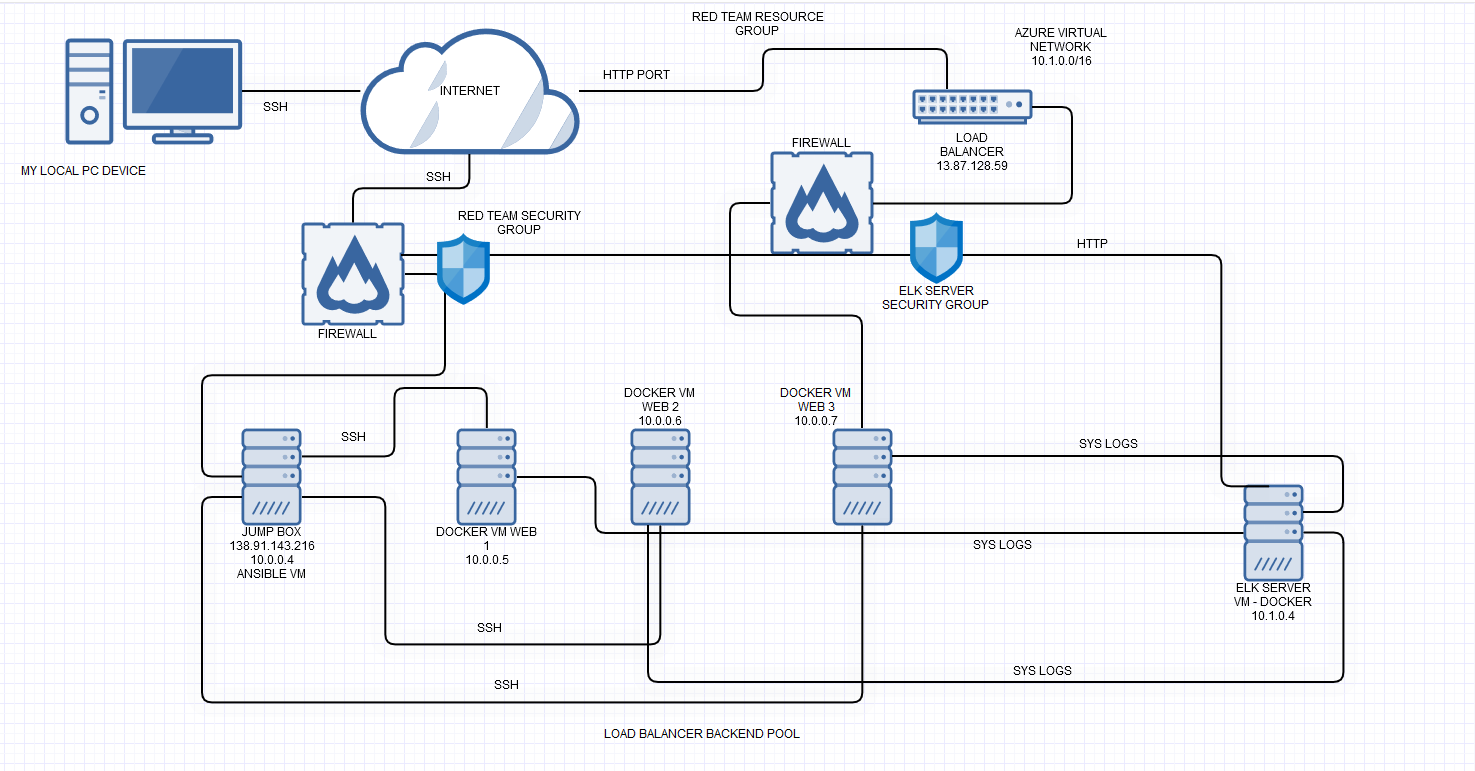 RED TEAM RESOURCE
GROUP
AZURE VIRTUAL
NETWORK
10.1.0.0/16
HTTP PORT
INTERNET
SSH
LOAD
BALANCER
13.87.128.59
FIREWALL
MY LOCAL PC DEVICE
SSH
RED TEAM SECURITY
GROUP
HTTP
ELK SERVER
SECURITY GROUP
FIREWALL
DOCKER VM
WEB 2
10.0.0.6
DOCKER VM
WEB 3
10.0.0.7
SSH
SYS LOGS
JUMP BOX
138.91.143.216
10.0.0.4
ANSIBLE VM
DOCKER VM WEB
1
10.0.0.5
SYS LOGS
ELK SERVER
VM - DOCKER
10.1.0.4
SSH
SYS LOGS
SSH
LOAD BALANCER BACKEND POOL